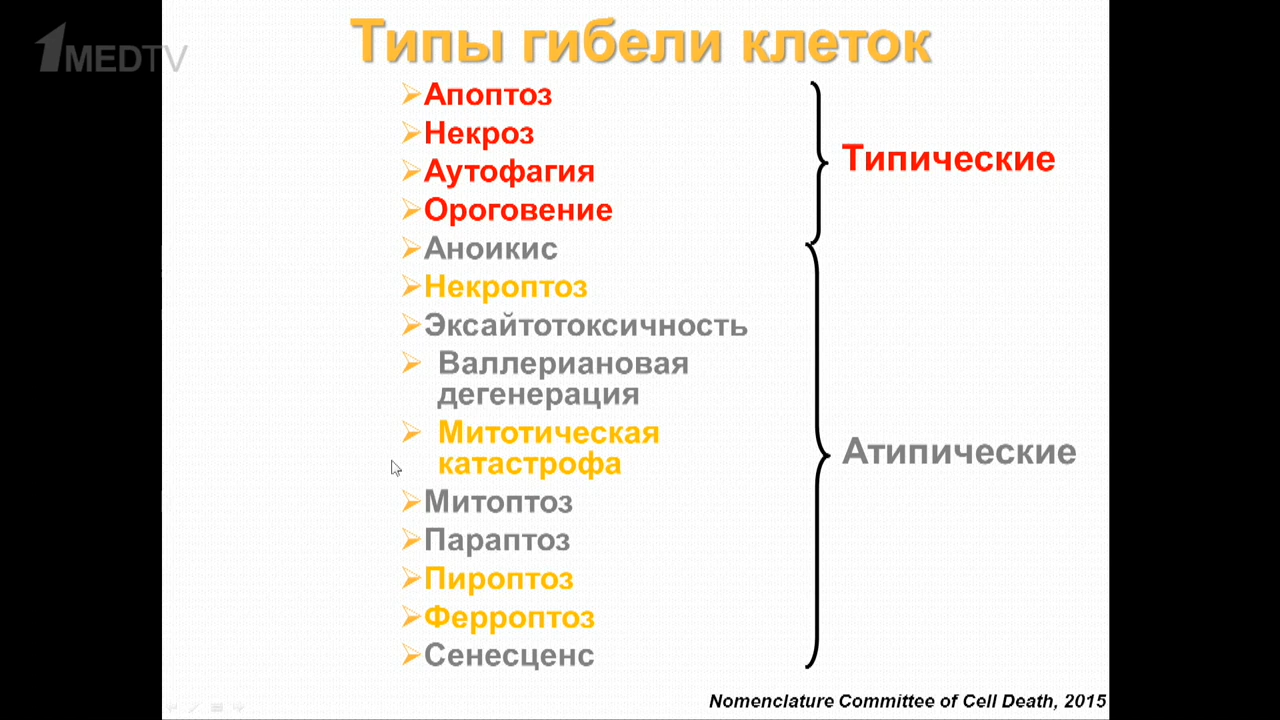 1MEDTV
Типы гибели клеток
Апоптоз
Некроз
Аутофагия
Ороговение
Типические
Аноикис
Некроптоз
Эксайтотоксичность
Валлериановая
дегенерация
Митотическая
катастрофа
Митоптоз
Параптоз
Пироптоз
Ферроптоз
Сенесценс
Атипические
Nomenclature Committee of Cell Death, 2015